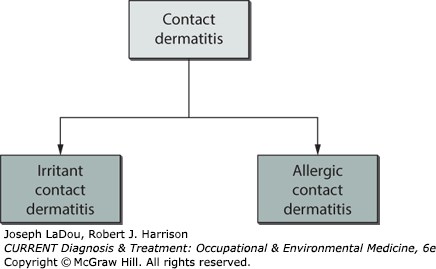 Contact
dermatitis
Irritant
contact
dermatitis
Allergic
contact
dermatitis
Joseph LaDou, Robert J. Harrison
CURRENT Diagnosis & Treatment: Occupational & Environmental Medicine, 6e
Copyright © McGraw Hill. All rights reserved.